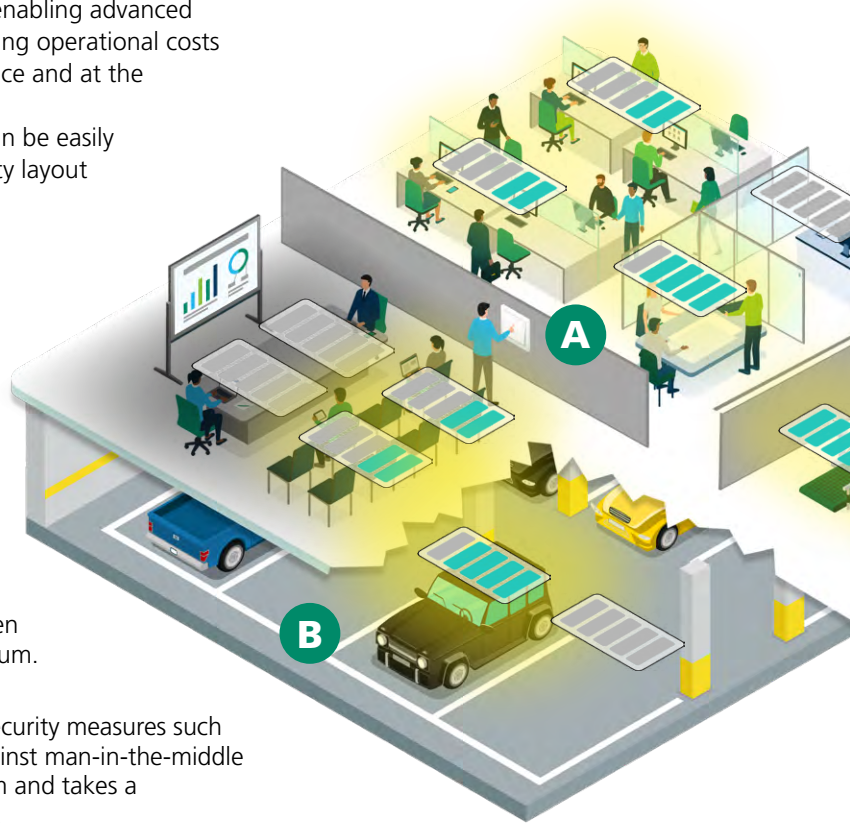 enabling advanced
ing operational costs
ce and at the
n be easily
ty layout
A
B
en
um.
curity measures such
inst man-in-the-middle
n and takes a